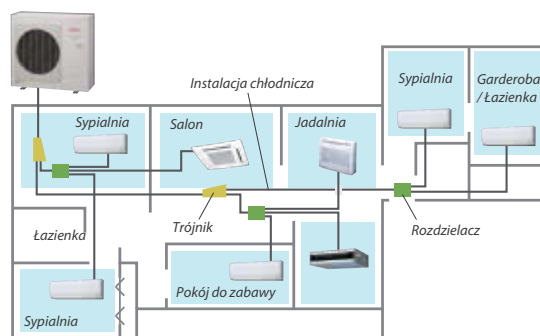 Instalacja chłodnicza
Sypialnia
Garderoba
/ Łazienka
Sypialnia
Salon
Jadalnia
Trójnik
Rozdzielacz
Łazienka
Pokój do zabawy
Sypialnia